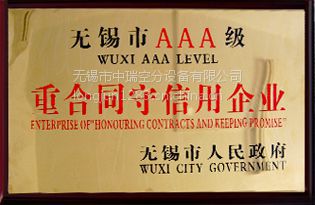 无锡市AAA级
WUXI AAA LEVEL
无锡市中瑞空分设备有限公司
重合同守信用企业
ENTERPRISE OF "HONOURING CONTRACTS AND KEEPING PROMISE"
无锡市人民政府
WUXI CITY GOVERNMENT